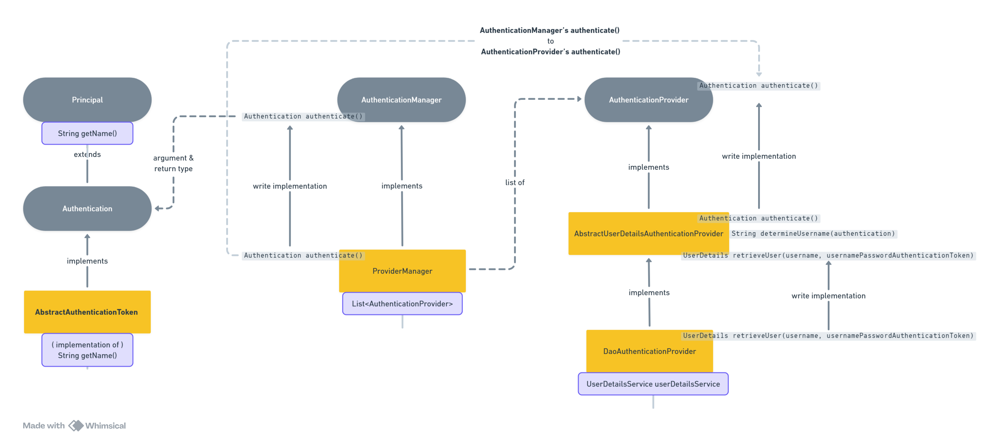 AuthenticationManager’s authenticate()
to
AuthenticationProvider’s authenticate()
Principal
String getName()
extends
Authentication
implements
AbstractAuthenticationToken
( implementation of )
String getName()
argument &
return type
AuthenticationManager
Authentication authenticate()
write implementation
implements
Authentication authenticate()
ProviderManager
List<AuthenticationProvider>
list of
AuthenticationProvider
Authentication authenticate()
implements
write implementation
Authentication authenticate()
AbstractUserDetailsAuthenticationProvider
String determineUsername(authentication)
UserDetails retrieveUser(username, usernamePasswordAuthenticationToken)
implements
write implementation
UserDetails retrieveUser(username, usernamePasswordAuthenticationToken)
DaoAuthenticationProvider
UserDetailsService userDetailsService
Made with Whimsical